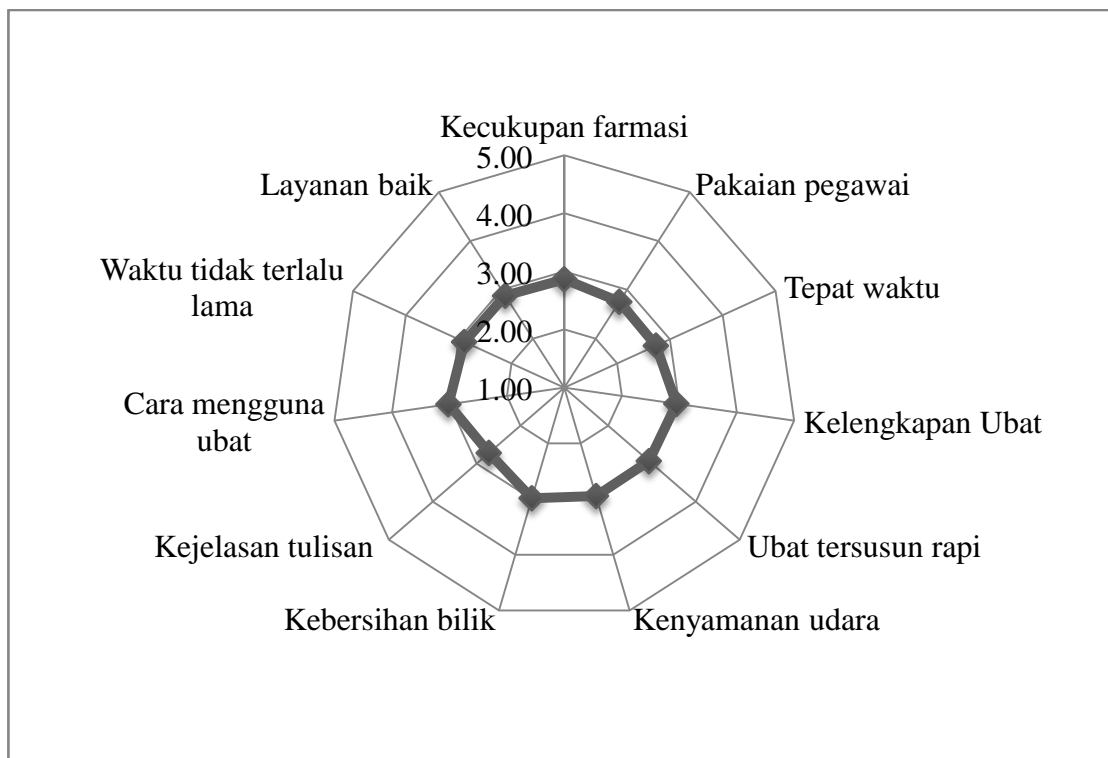 Kecukupan farmasi
5.00
4.00
3.00
2.00
1.00
Pakaian pegawai
Tepat waktu
Kelengkapan Ubat
Ubat tersusun rapi
Kenyamanan udara
Kebersihan bilik
Kejelasan tulisan
Cara mengguna
ubat
Waktu tidak terlalu
lama
Layanan baik